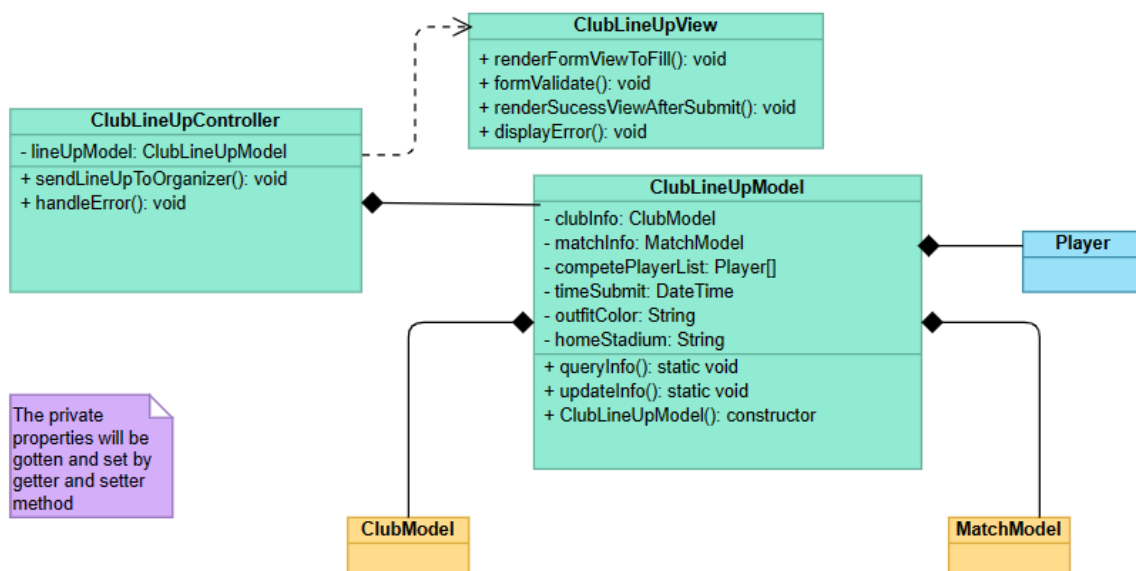 ClubLineUpView
+ renderFormViewToFill(): void
+ formValidate(): void
+ renderSucessViewAfterSubmit(): void
+ displayError(): void
ClubLineUpController
- lineUpModel: ClubLineUpModel
+ sendLineUpToOrganizer(): void
+ handleError(): void
ClubLineUpModel
- clubInfo: ClubModel
- matchInfo: MatchModel
- competePlayerList: Player[]
- timeSubmit: DateTime
- outfitColor: String
- homeStadium: String
+ queryInfo(): static void
+ updateInfo(): static void
+ ClubLineUpModel(): constructor
Player
The private
properties will be
gotten and set by
getter and setter
method
ClubModel
MatchModel